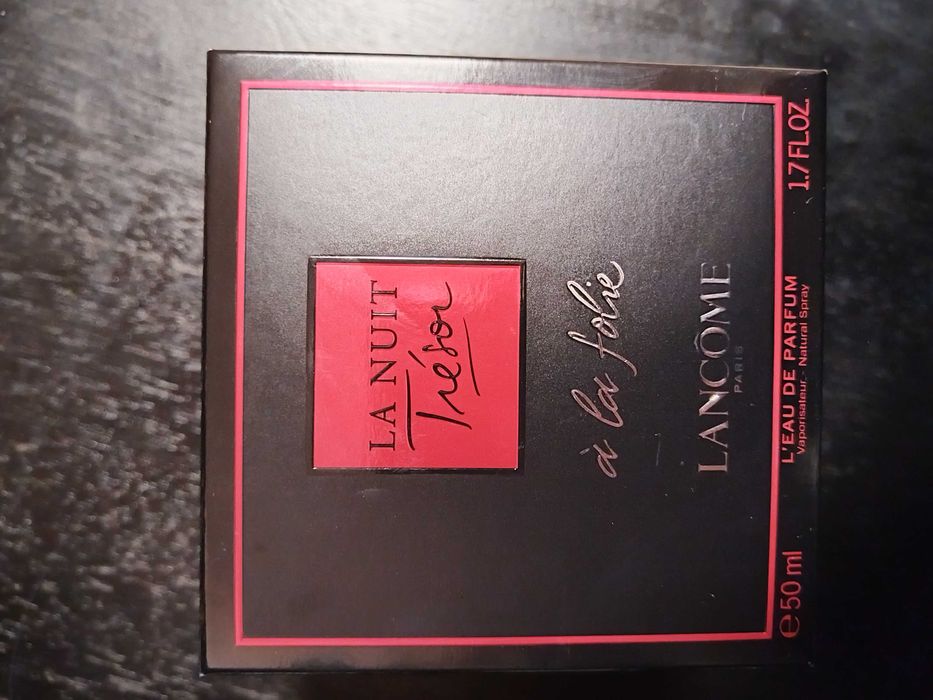 LA NUIT
Trésor
à la folie
LANCÔME
PARIS
L'EAU DE PARFUM
Vaporisateur - Natural Spray
℮50 ml
1.7 FL.OZ.